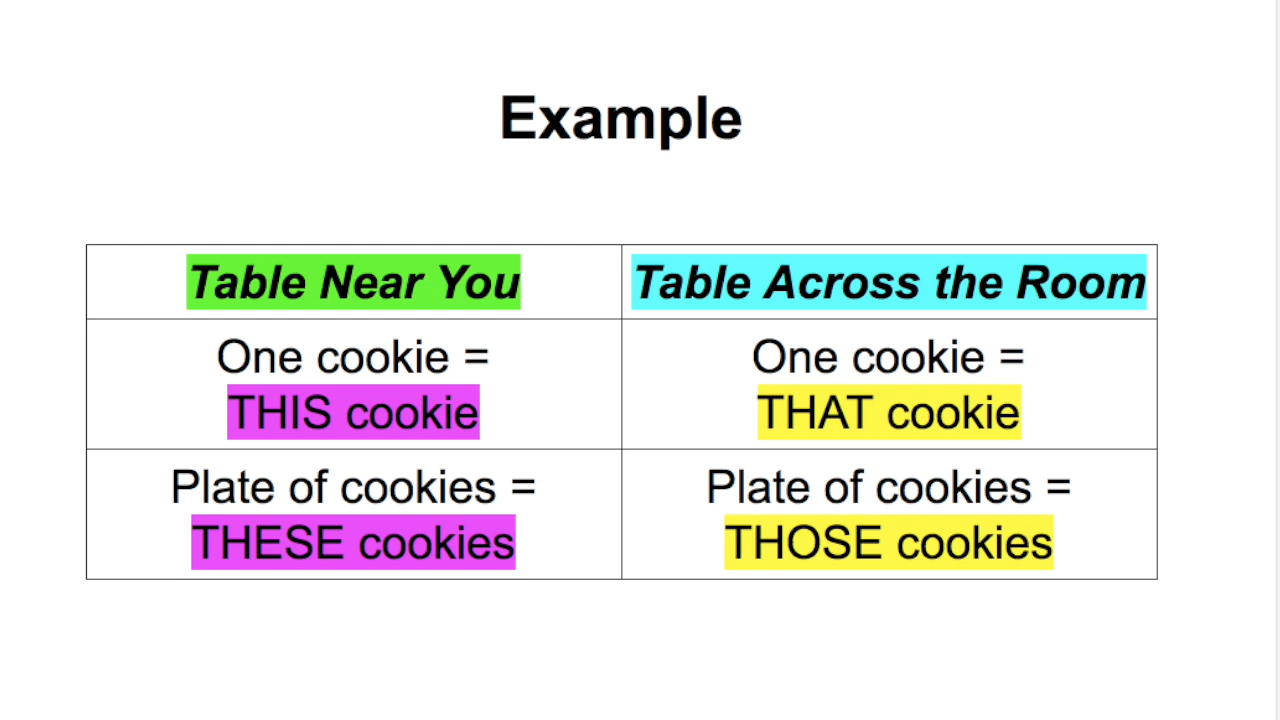 Example
Table Near You
Table Across the Room
One cookie =
THIS cookie
One cookie =
THAT cookie
Plate of cookies =
THESE cookies
Plate of cookies =
THOSE cookies